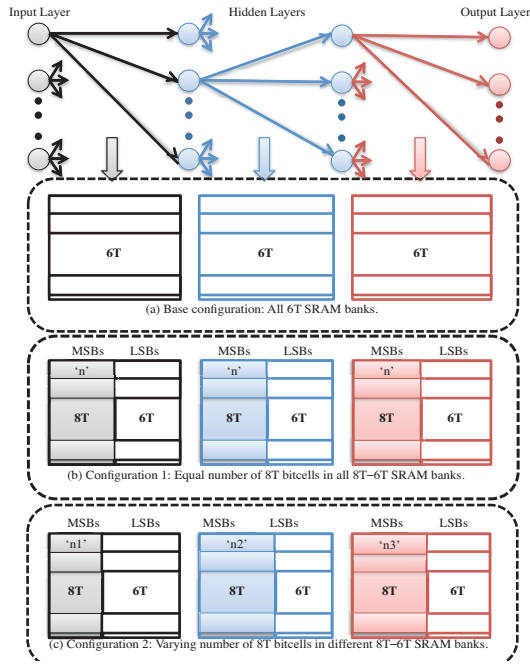 Input Layer Hidden Layers Output Layer
6T 6T 6T
(a) Base configuration: All 6T SRAM banks.
MSBs LSBs MSBs LSBs MSBs LSBs
'n' 'n' 'n'
8T 6T 8T 6T 8T 6T
(b) Configuration 1: Equal number of 8T bitcells in all 8T−6T SRAM banks.
MSBs LSBs MSBs LSBs MSBs LSBs
'n1' 'n2' 'n3'
8T 6T 8T 6T 8T 6T
(c) Configuration 2: Varying number of 8T bitcells in different 8T−6T SRAM banks.